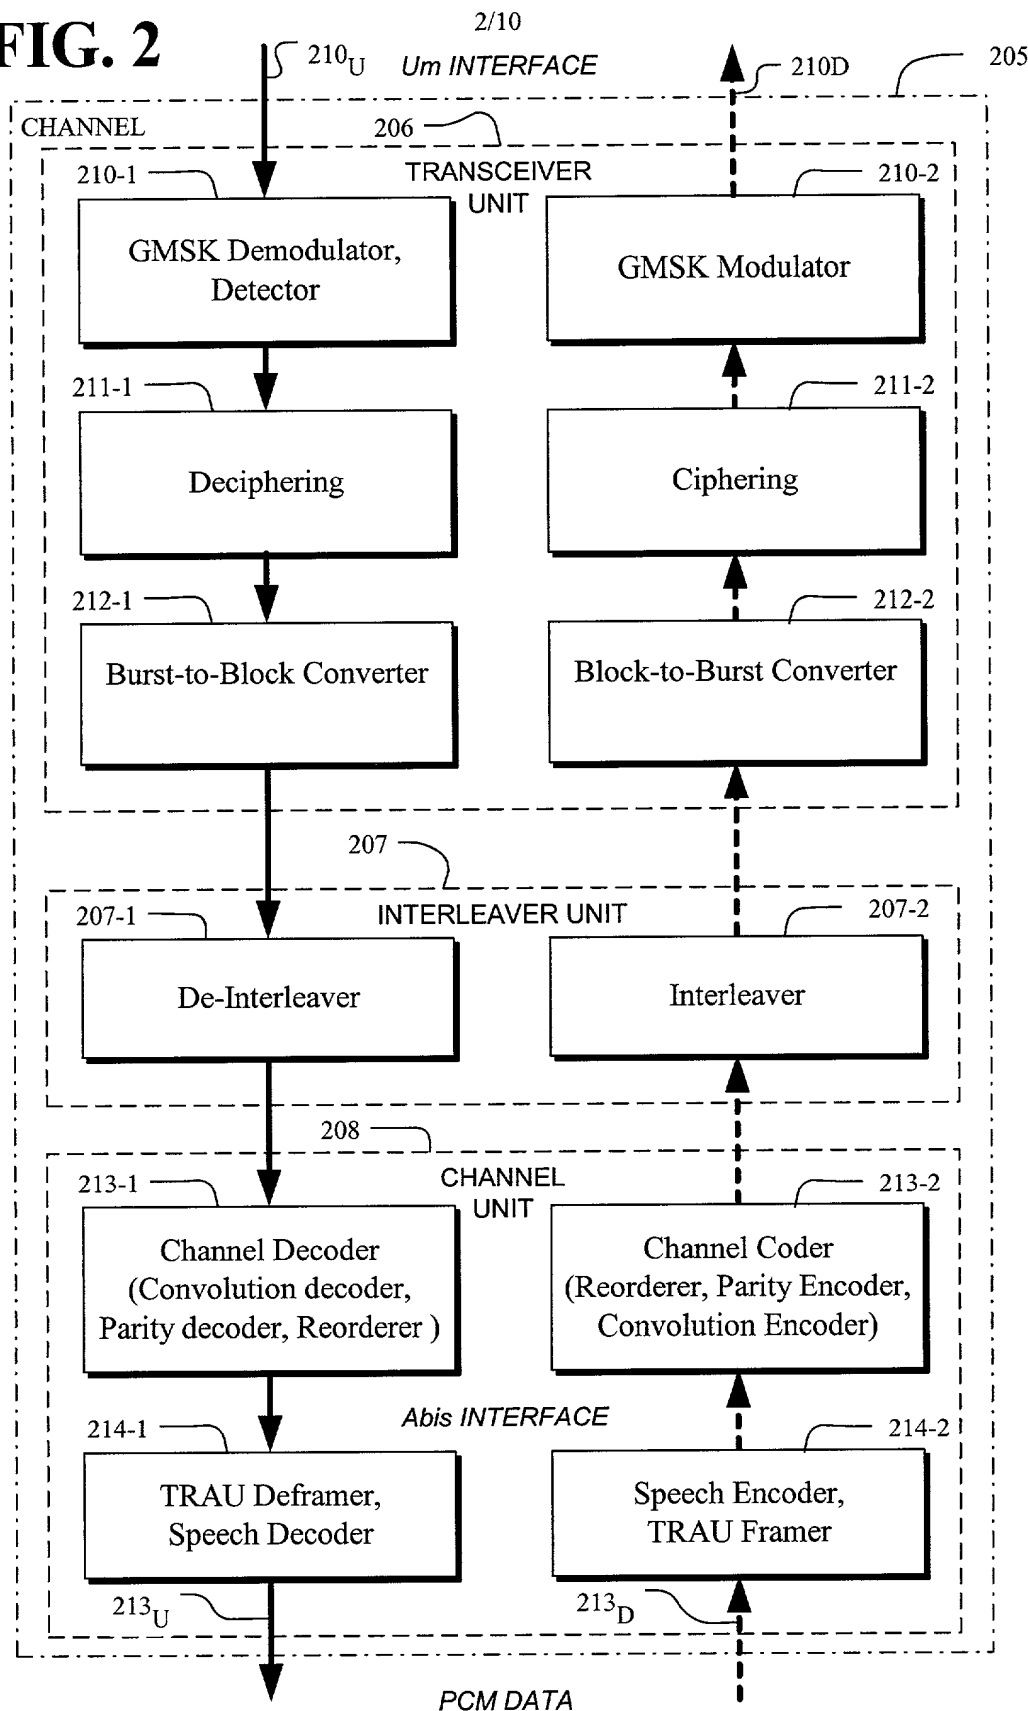 FIG. 2
2/10
210U
Um INTERFACE
210D
205
CHANNEL
206
TRANSCEIVER
UNIT
210-1
210-2
GMSK Demodulator,
Detector
GMSK Modulator
211-1
211-2
Deciphering
Ciphering
212-1
212-2
Burst-to-Block Converter
Block-to-Burst Converter
207
INTERLEAVER UNIT
207-1
207-2
De-Interleaver
Interleaver
208
CHANNEL
UNIT
213-1
213-2
Channel Decoder
(Convolution decoder,
Parity decoder, Reorderer )
Channel Coder
(Reorderer, Parity Encoder,
Convolution Encoder)
Abis INTERFACE
214-1
214-2
TRAU Deframer,
Speech Decoder
Speech Encoder,
TRAU Framer
213U
213D
PCM DATA